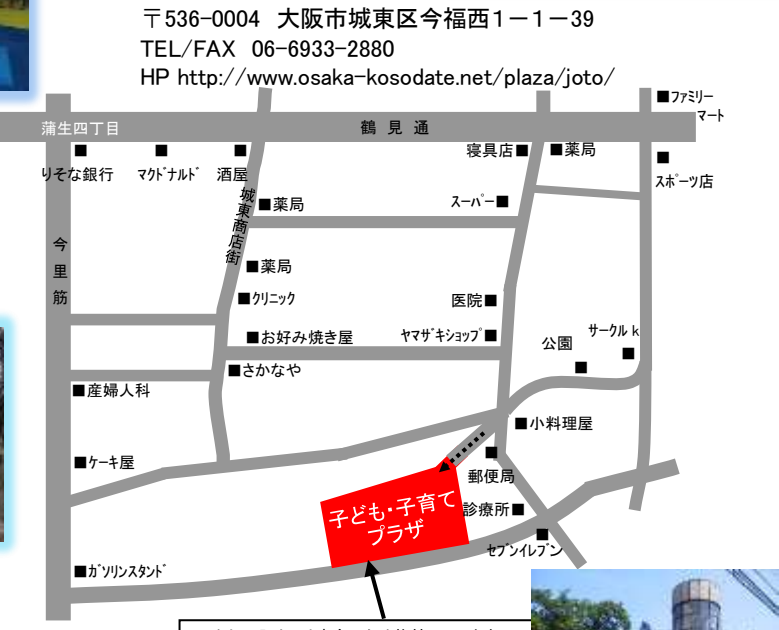 〒536-0004 大阪市城東区今福西1-1-39
TEL/FAX 06-6933-2880
HP http://www.osaka-kosodate.net/plaza/joto/
■ファミリー
マート
蒲生四丁目
鶴見通
りそな銀行
マクドナルド
酒屋
寝具店■
■薬局
スポーツ店
城東商店街
■薬局
スーパー■
今里筋
■薬局
■クリニック
医院■
■お好み焼き屋
ヤマザキショップ■
公園
サークルk
■さかなや
■産婦人科
■小料理屋
■ケーキ屋
郵便局
子ども・子育て
プラザ
診療所■
セブンイレブン
■ガソリンスタンド